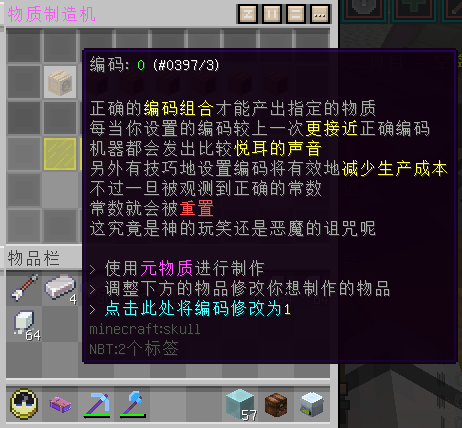 物质制造机
编码: 0 (#0397/3)
正确的编码组合才能产出指定的物质
每当你设置的编码较上一次更接近正确编码
机器都会发出比较悦耳的声音
另外有技巧地设置编码将有效地减少生产成本
不过一旦被观测到正确的常数
常数就会被重置
这究竟是神的玩笑还是恶魔的诅咒呢
> 使用元物质进行制作
> 调整下方的物品修改你想制作的物品
> 点击此处将编码修改为1
minecraft:skull
NBT:2个标签
物品栏
4
64
57